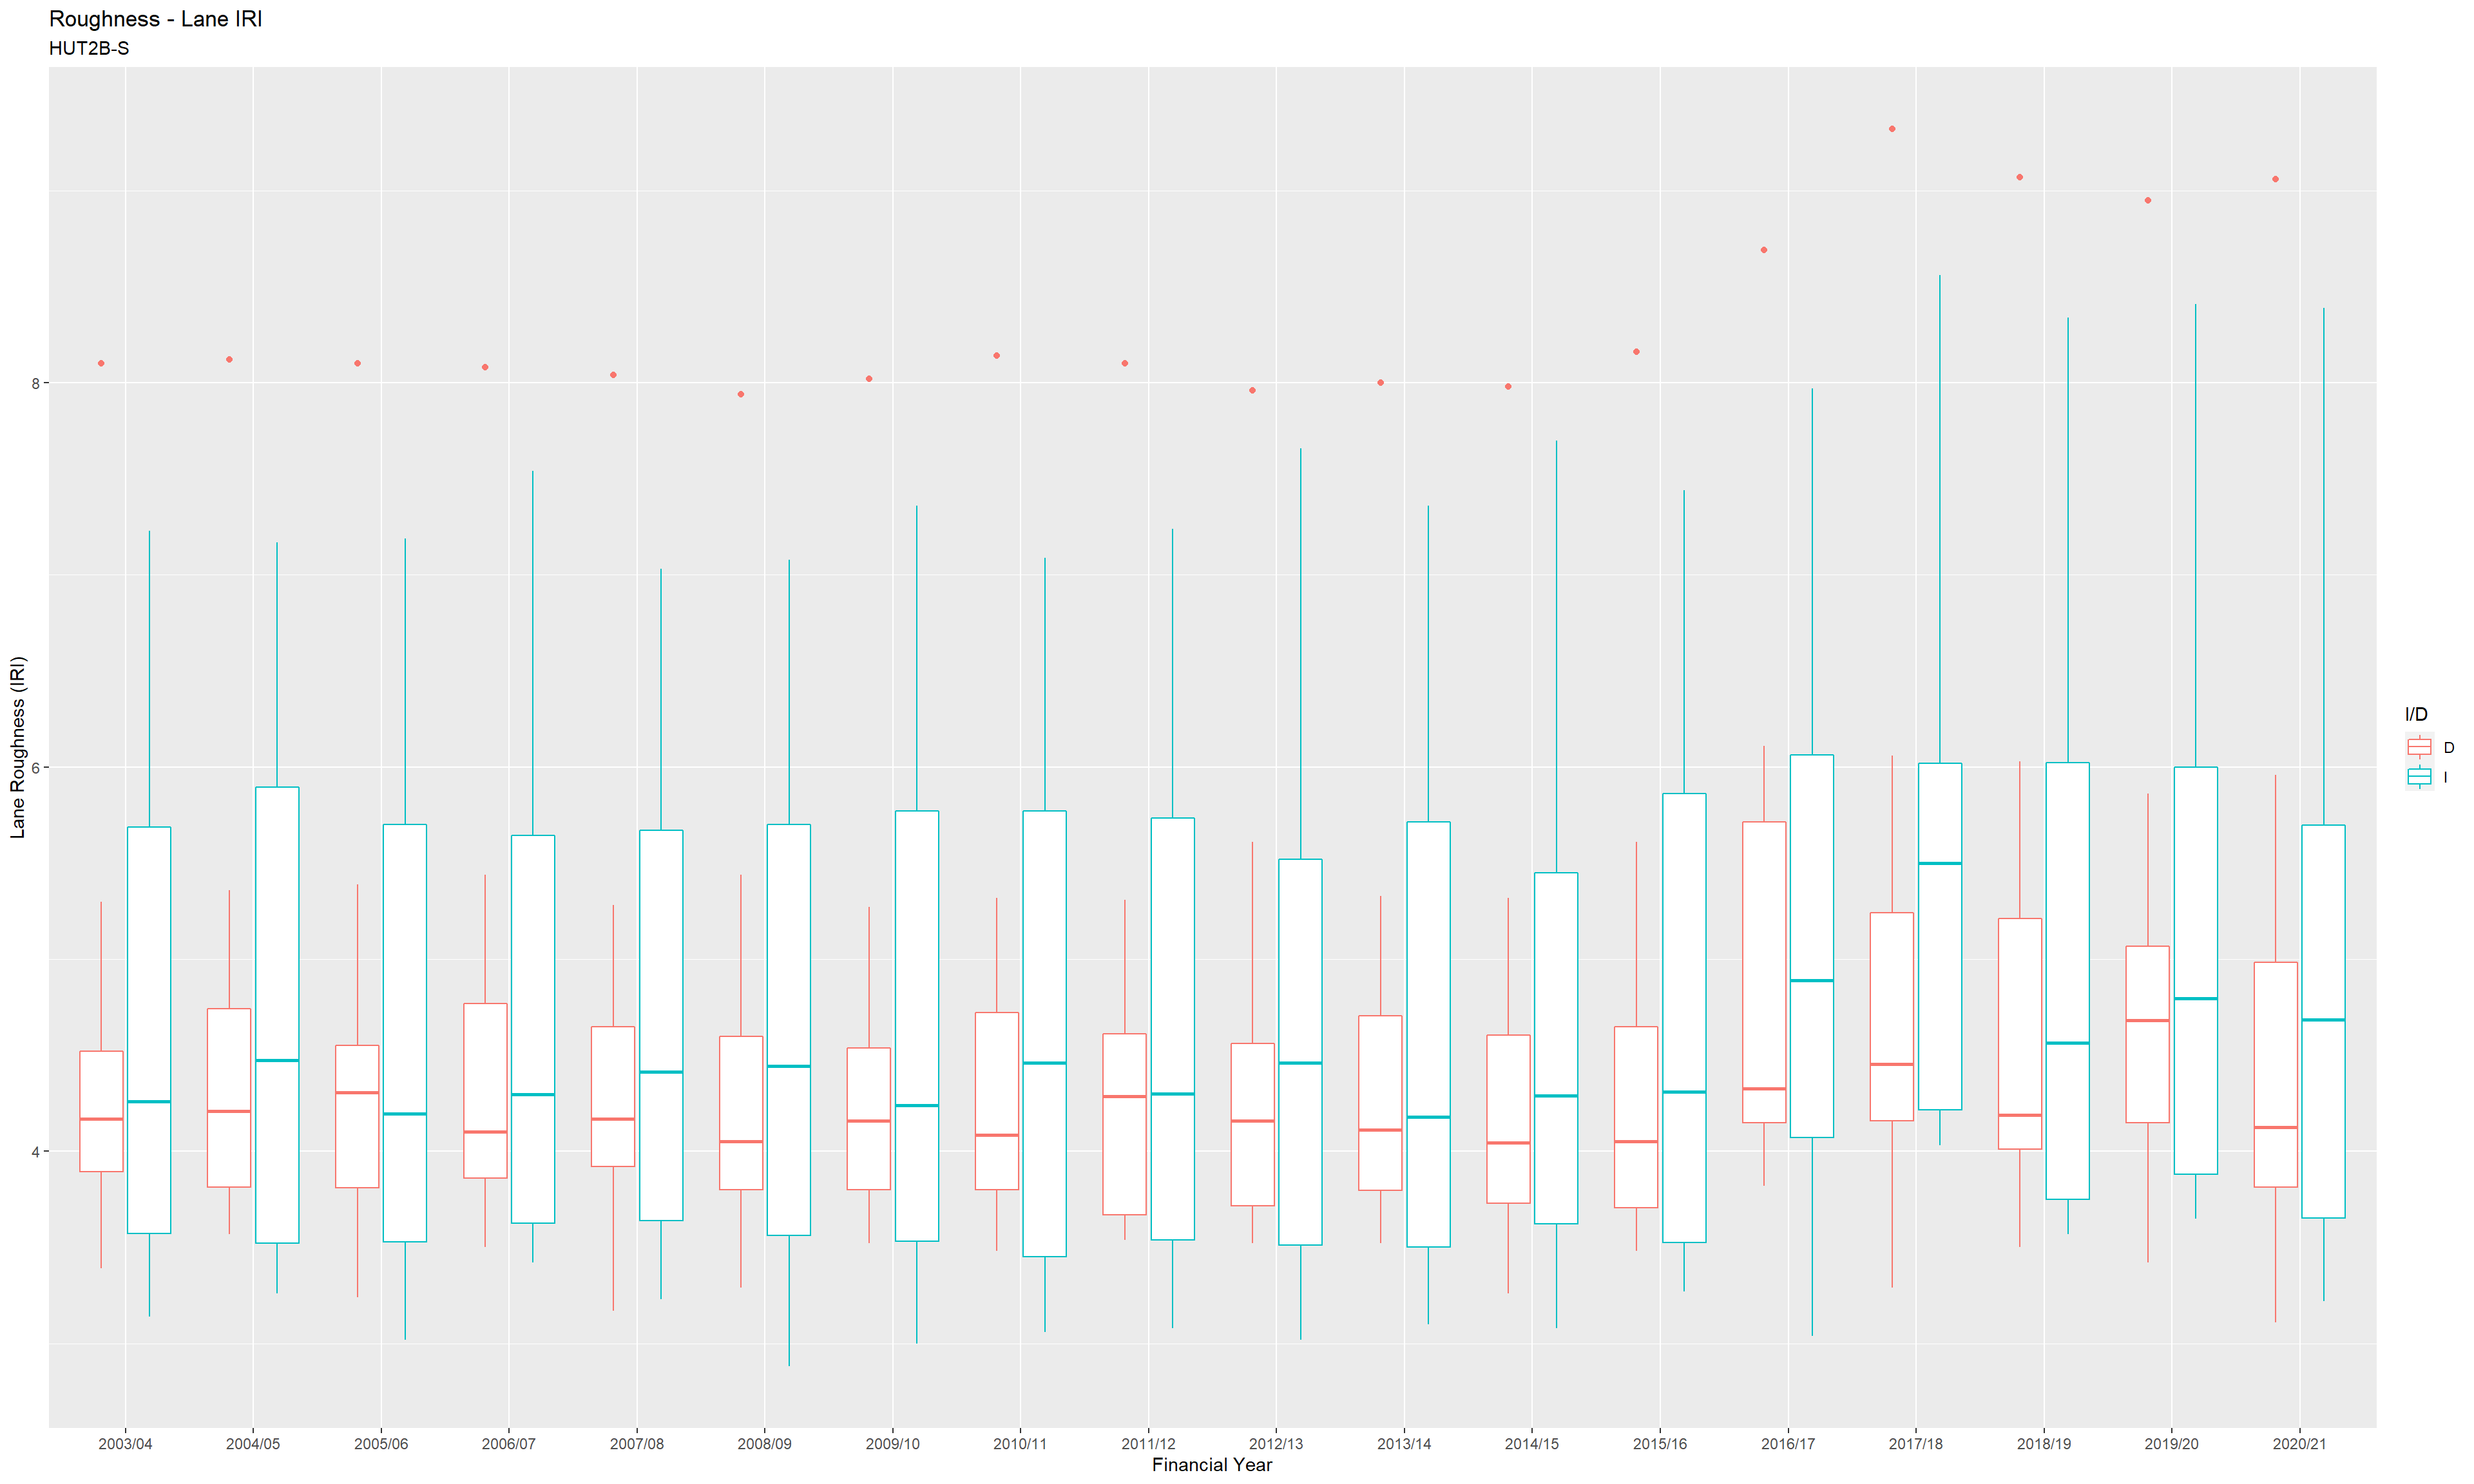 Roughness - Lane IRI
HUT2B-S
Lane Roughness (IRI)
8
6
4
2003/04 2004/05 2005/06 2006/07 2007/08 2008/09 2009/10 2010/11 2011/12 2012/13 2013/14 2014/15 2015/16 2016/17 2017/18 2018/19 2019/20 2020/21
Financial Year
I/D
D
I